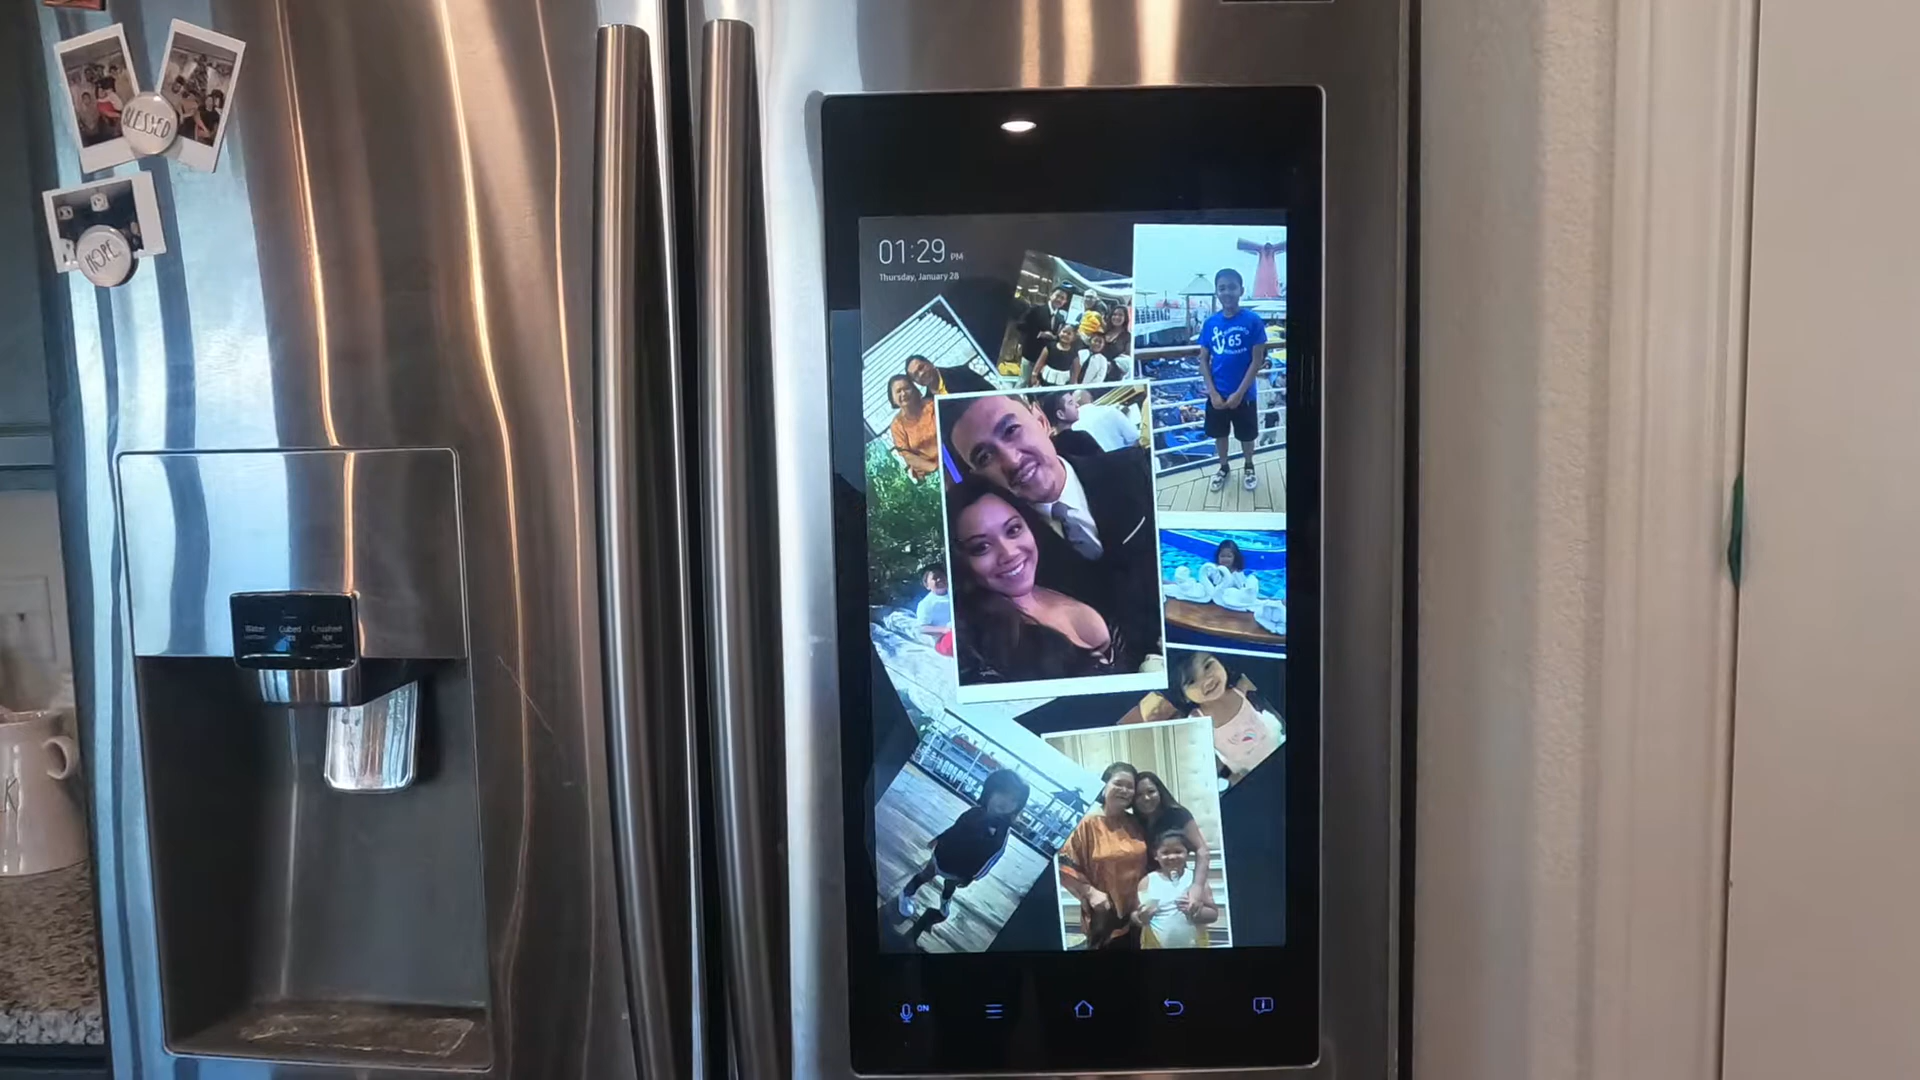 BLESSED
HOPE
01:29 PM
Thursday, January 28
65
Water
Cubed
Crushed
K
ON